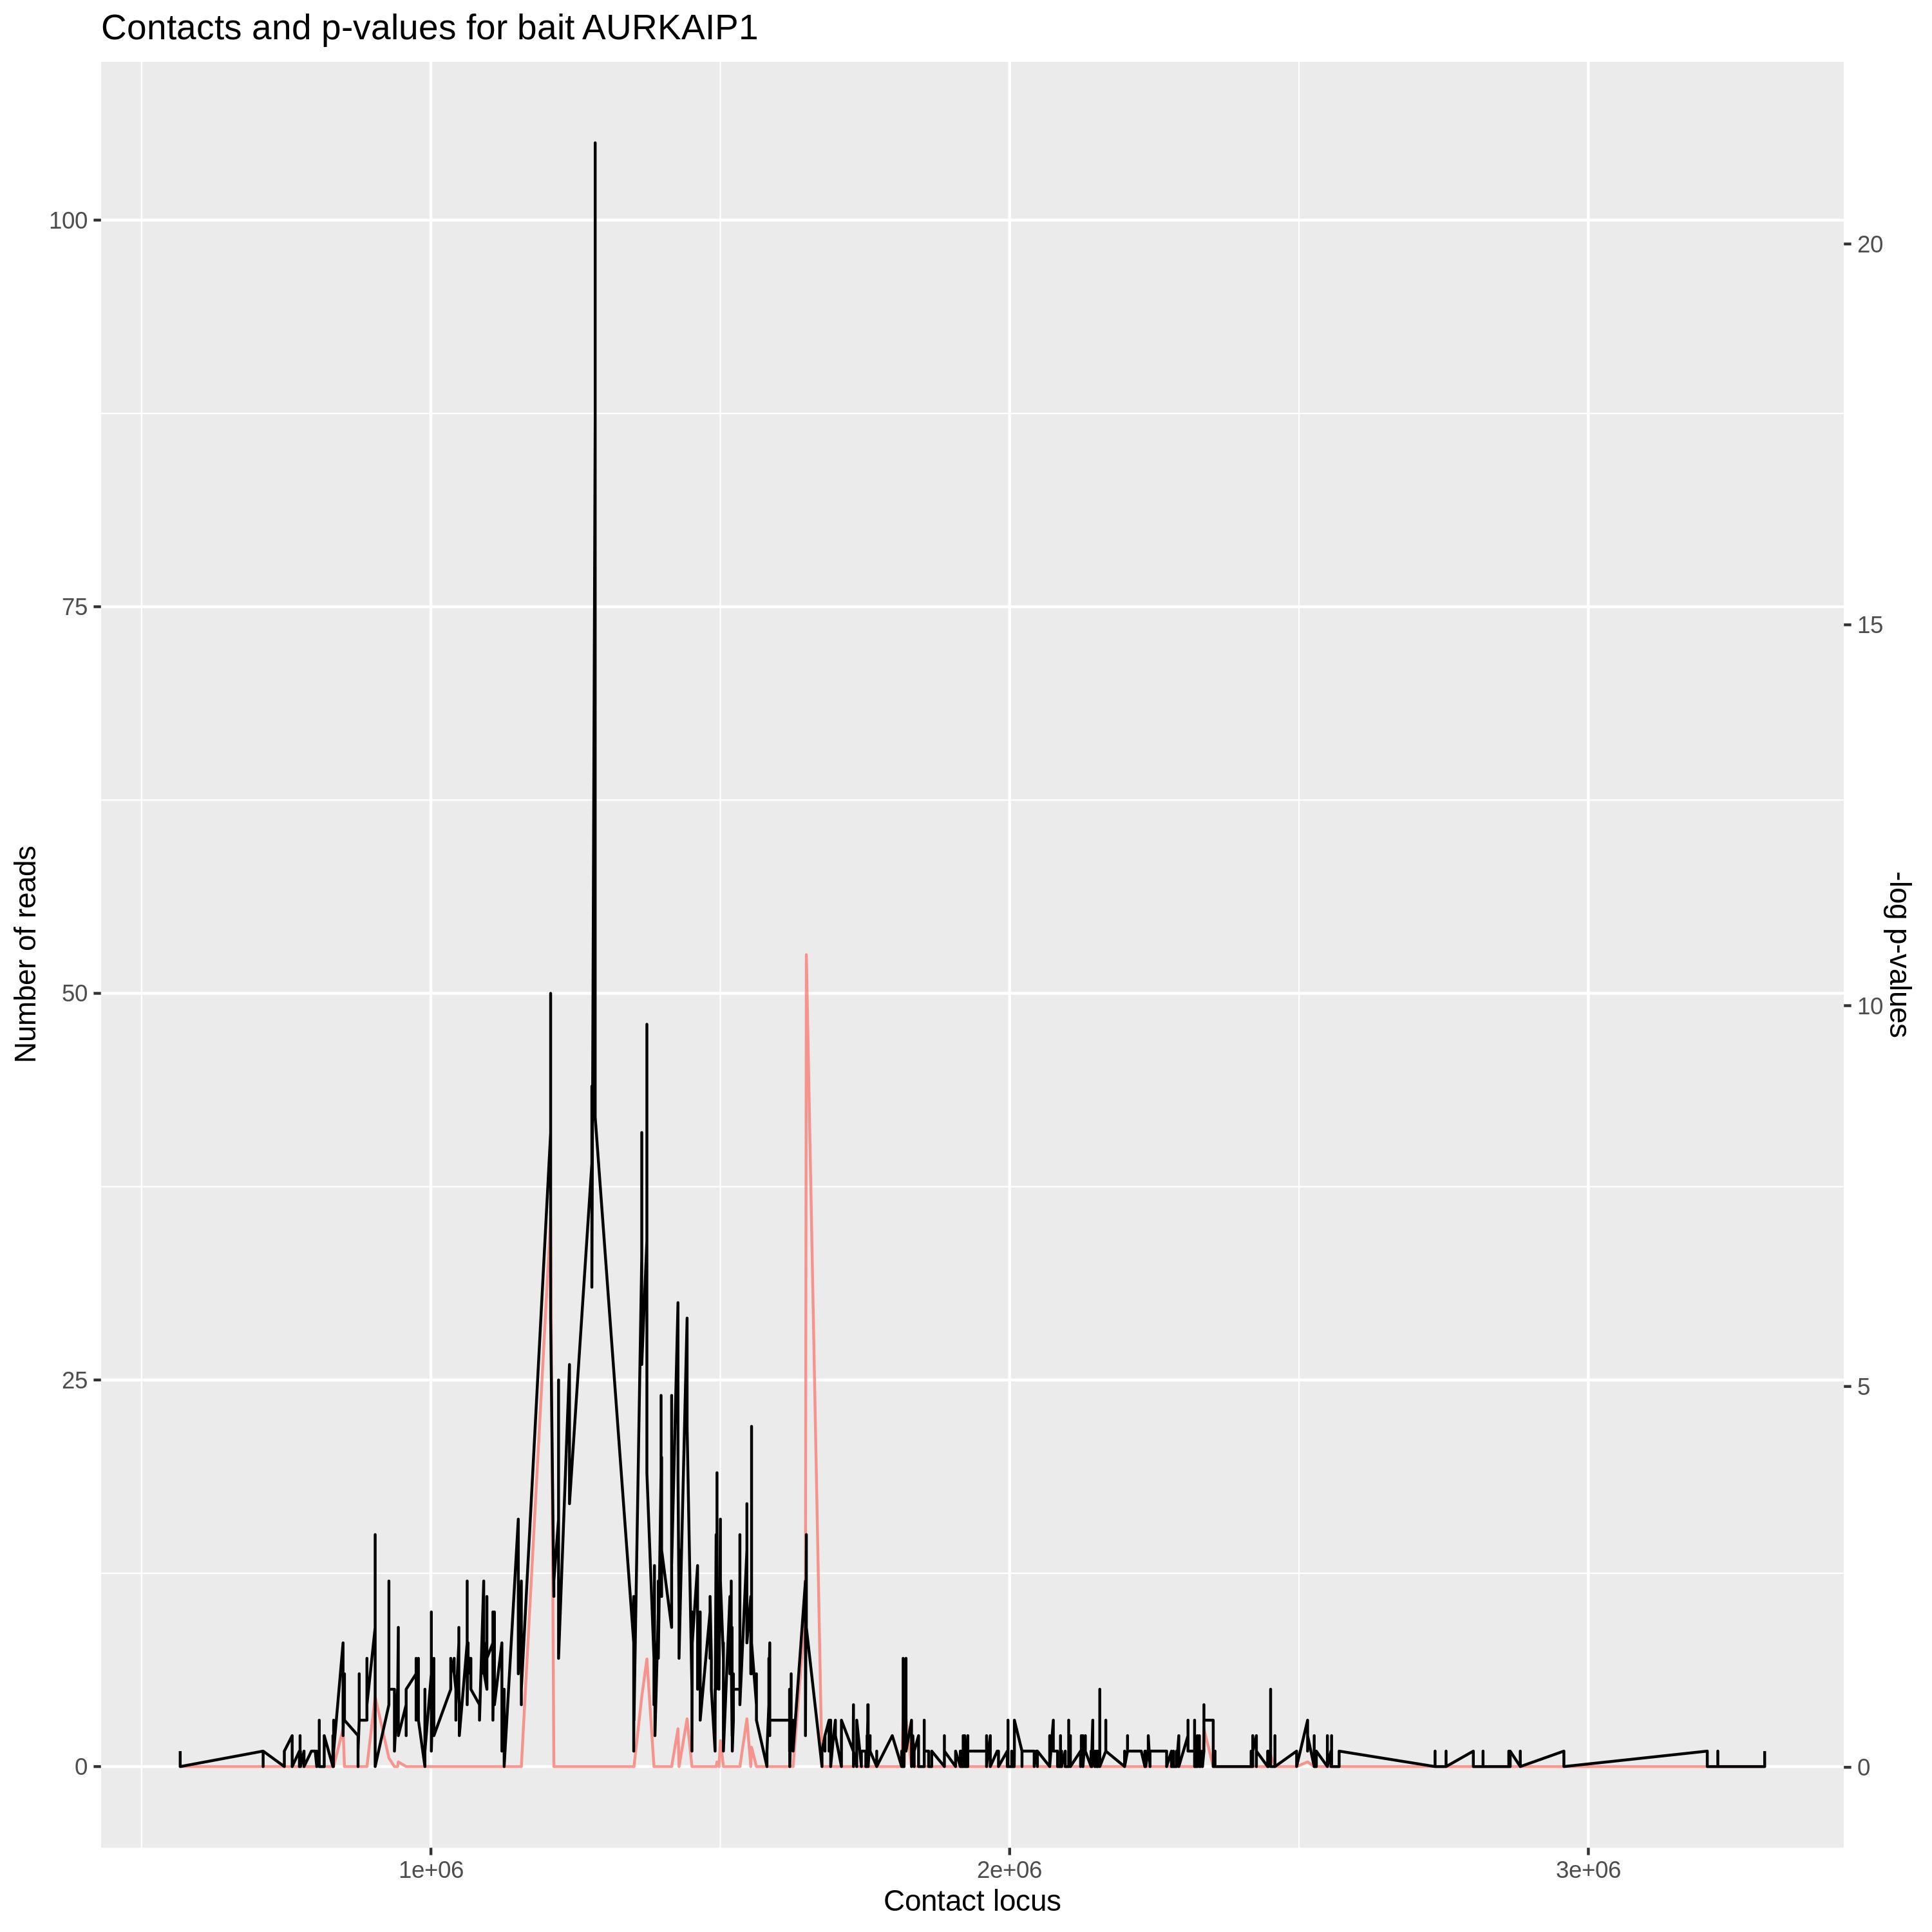 Contacts and p-values for bait AURKAIP1
100
75
50
25
0
Number of reads
20
15
10
5
0
-log p-values
1e+06
2e+06
3e+06
Contact locus